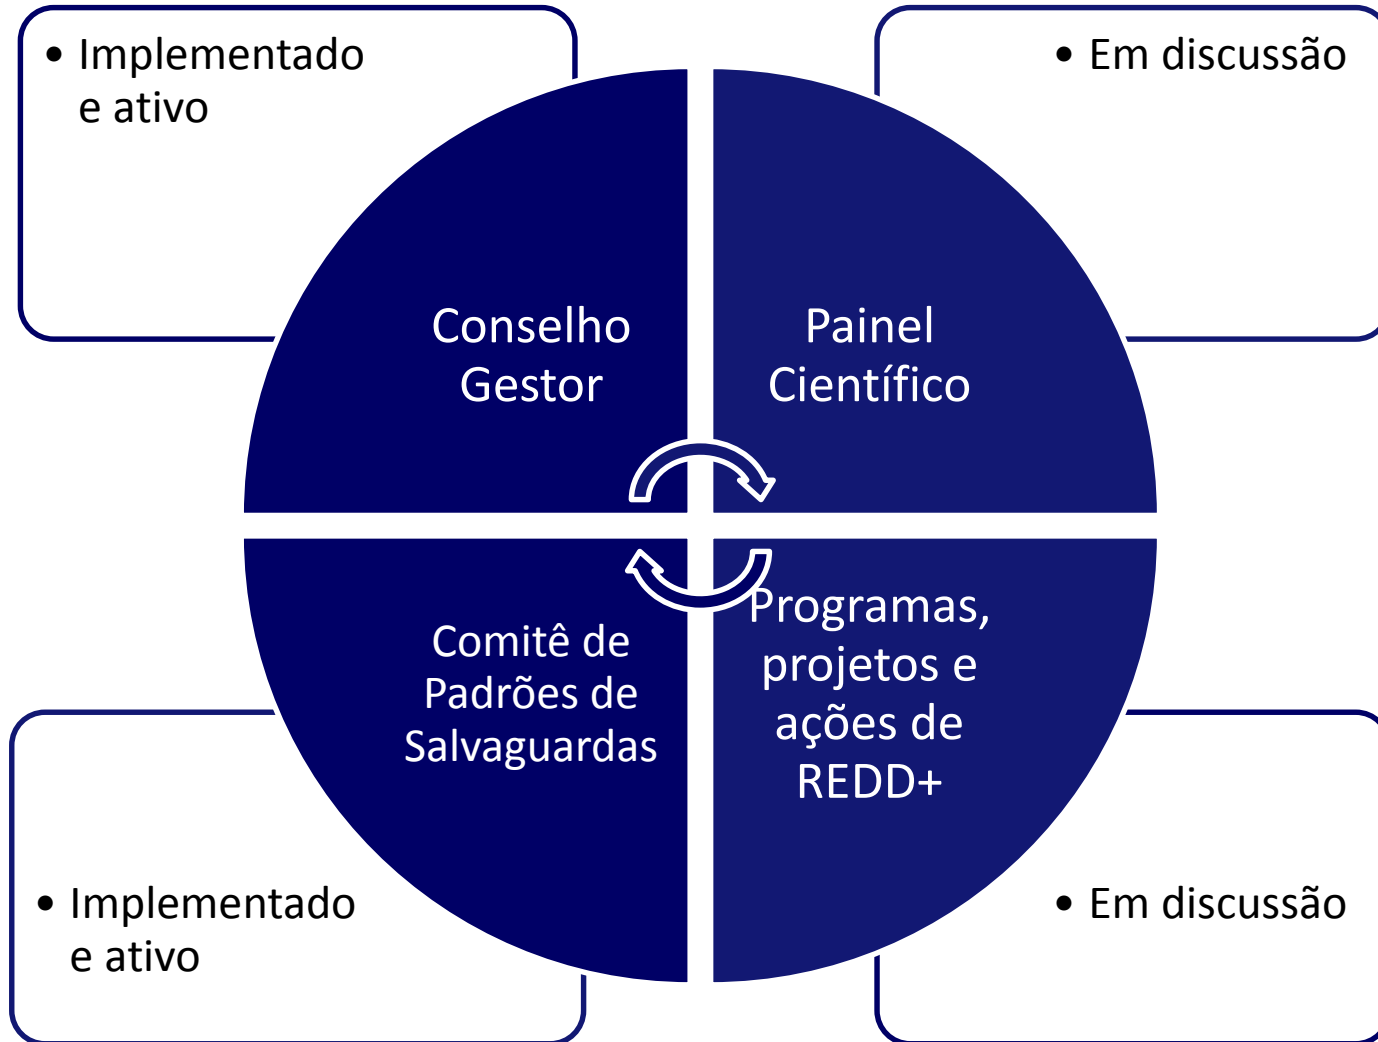 • Implementado
e ativo
• Em discussão
Conselho
Gestor
Painel
Científico
Comitê de
Padrões de
Salvaguardas
Programas,
projetos e
ações de
REDD+
• Implementado
e ativo
• Em discussão